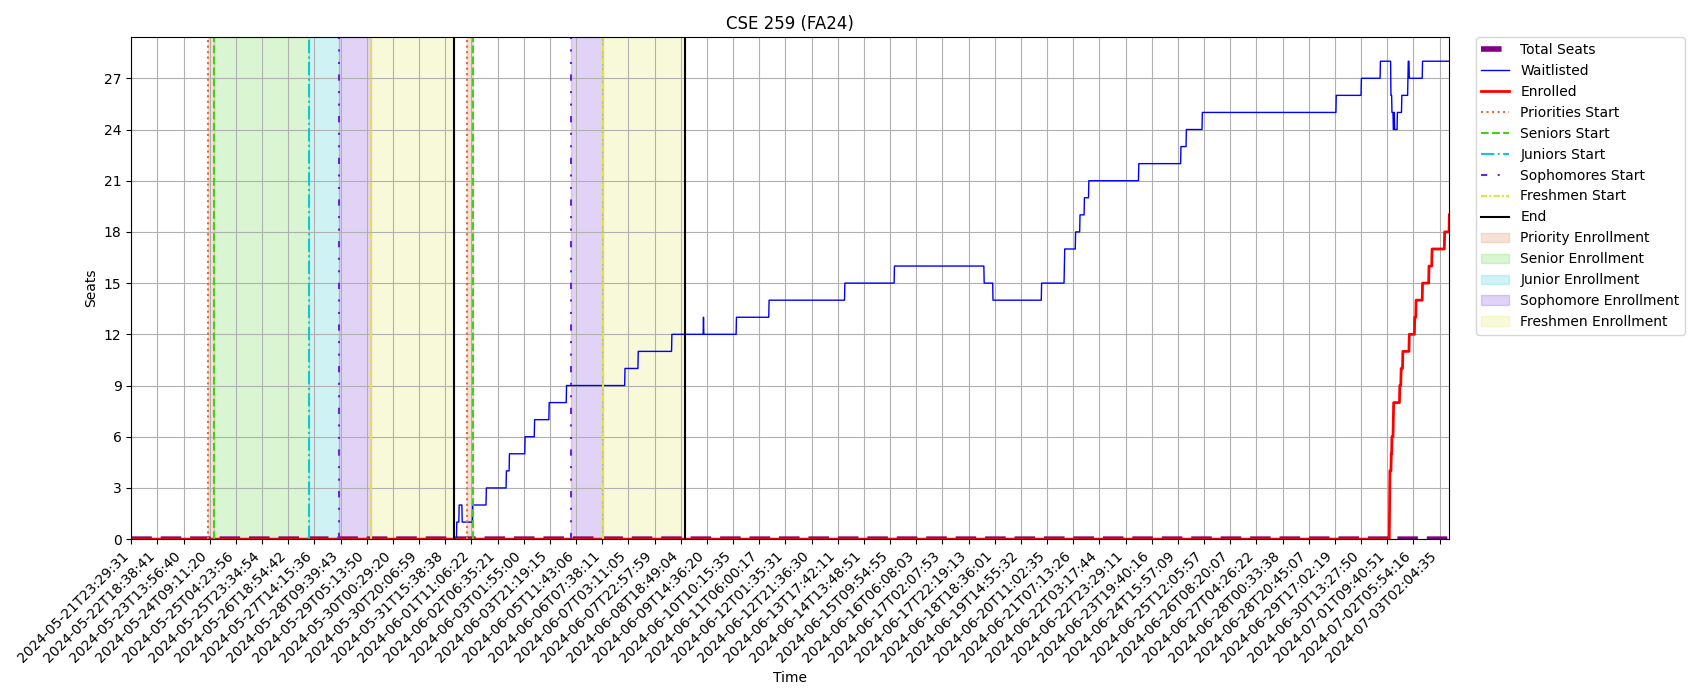 CSE 259 (FA24)
Seats
27
24
21
18
15
12
9
6
3
0
2024-05-21T23:29:31
2024-05-22T18:38:41
2024-05-23T13:56:40
2024-05-24T09:11:20
2024-05-25T04:23:56
2024-05-25T23:34:54
2024-05-26T18:54:42
2024-05-27T14:15:36
2024-05-28T09:39:43
2024-05-29T05:13:50
2024-05-30T00:29:20
2024-05-30T20:06:59
2024-05-31T15:38:38
2024-06-01T11:06:22
2024-06-02T06:35:21
2024-06-03T01:55:00
2024-06-03T21:19:15
2024-06-05T11:43:06
2024-06-06T07:38:11
2024-06-07T03:11:05
2024-06-07T22:57:59
2024-06-08T18:49:04
2024-06-09T14:36:20
2024-06-10T10:15:35
2024-06-11T06:00:17
2024-06-12T01:35:31
2024-06-12T21:36:30
2024-06-13T17:42:11
2024-06-14T13:48:51
2024-06-15T09:54:55
2024-06-16T06:08:03
2024-06-17T02:07:53
2024-06-17T22:19:13
2024-06-18T18:36:01
2024-06-19T14:55:32
2024-06-20T11:02:35
2024-06-21T07:13:26
2024-06-22T03:17:44
2024-06-22T23:29:11
2024-06-23T19:40:16
2024-06-24T15:57:09
2024-06-25T12:05:57
2024-06-26T08:20:07
2024-06-27T04:26:22
2024-06-28T00:33:38
2024-06-28T20:45:07
2024-06-29T17:02:19
2024-06-30T13:27:50
2024-07-01T09:40:51
2024-07-02T05:54:16
2024-07-03T02:04:35
Time
Total Seats
Waitlisted
Enrolled
Priorities Start
Seniors Start
Juniors Start
Sophomores Start
Freshmen Start
End
Priority Enrollment
Senior Enrollment
Junior Enrollment
Sophomore Enrollment
Freshmen Enrollment